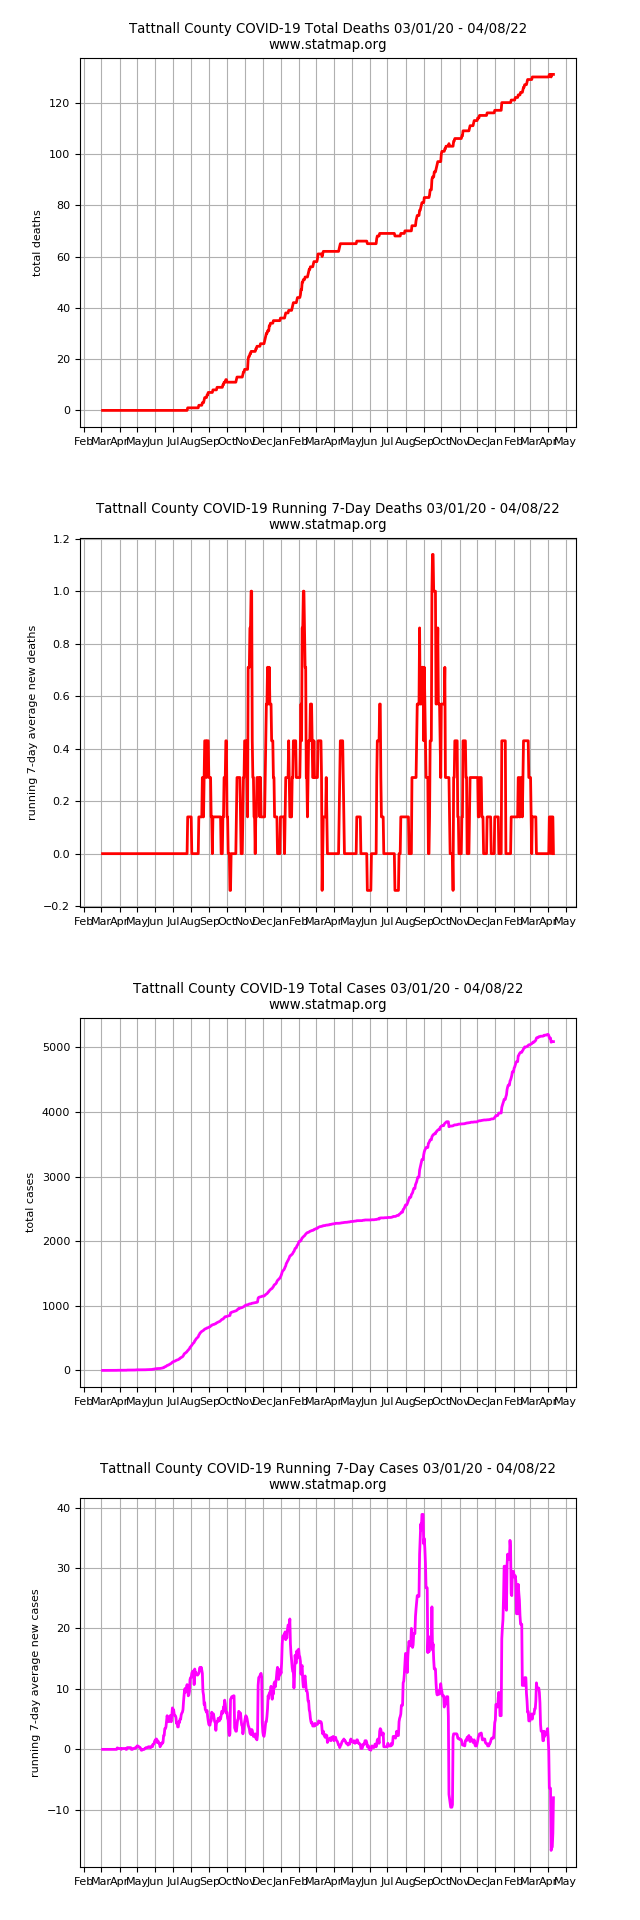 Tattnall County COVID-19 Total Deaths 03/01/20 - 04/08/22
www.statmap.org
total deaths
120
100
80
60
40
20
0
Feb Mar Apr May Jun Jul Aug Sep Oct Nov Dec Jan Feb Mar Apr May Jun Jul Aug Sep Oct Nov Dec Jan Feb Mar Apr May
Tattnall County COVID-19 Running 7-Day Deaths 03/01/20 - 04/08/22
www.statmap.org
running 7-day average new deaths
1.2
1.0
0.8
0.6
0.4
0.2
0.0
−0.2
Feb Mar Apr May Jun Jul Aug Sep Oct Nov Dec Jan Feb Mar Apr May Jun Jul Aug Sep Oct Nov Dec Jan Feb Mar Apr May
Tattnall County COVID-19 Total Cases 03/01/20 - 04/08/22
www.statmap.org
total cases
5000
4000
3000
2000
1000
0
Feb Mar Apr May Jun Jul Aug Sep Oct Nov Dec Jan Feb Mar Apr May Jun Jul Aug Sep Oct Nov Dec Jan Feb Mar Apr May
Tattnall County COVID-19 Running 7-Day Cases 03/01/20 - 04/08/22
www.statmap.org
running 7-day average new cases
40
30
20
10
0
−10
Feb Mar Apr May Jun Jul Aug Sep Oct Nov Dec Jan Feb Mar Apr May Jun Jul Aug Sep Oct Nov Dec Jan Feb Mar Apr May